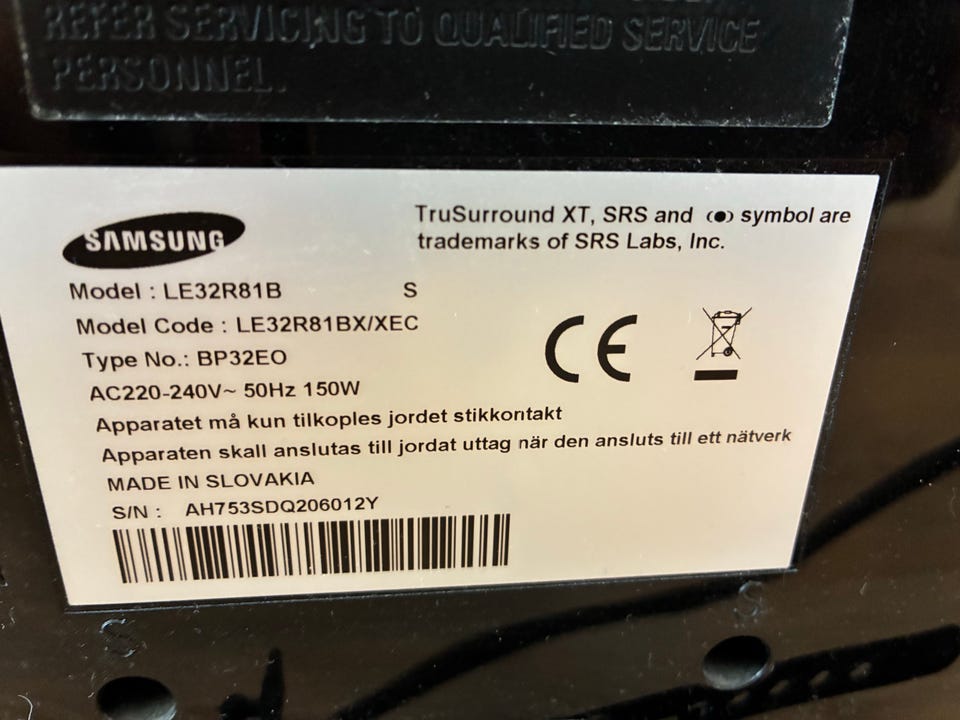 REFER SERVICING TO QUALIFIED SERVICE
PERSONNEL.
SAMSUNG
TruSurround XT, SRS and (●) symbol are
trademarks of SRS Labs, Inc.
Model : LE32R81B S
Model Code : LE32R81BX/XEC
Type No.: BP32EO
AC220-240V~ 50Hz 150W
Apparatet må kun tilkoples jordet stikkontakt
Apparaten skall anslutas till jordat uttag när den ansluts till ett nätverk
MADE IN SLOVAKIA
S/N : AH753SDQ206012Y
CE
S
S